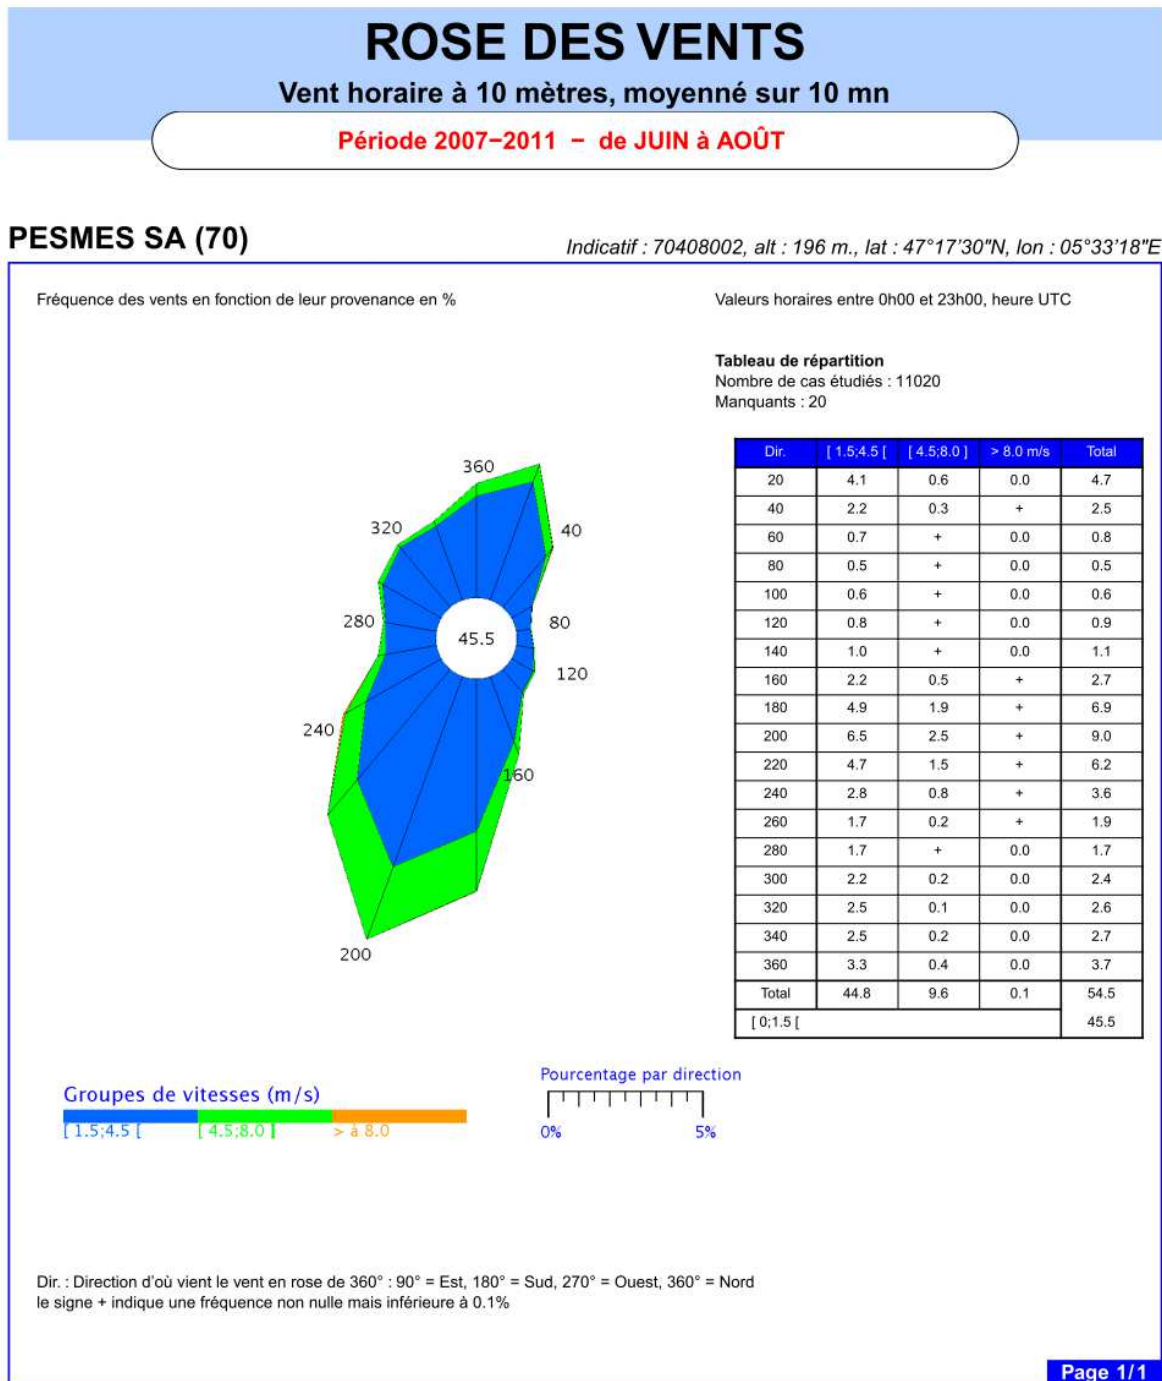 ROSE DES VENTS
Vent horaire à 10 mètres, moyenné sur 10 mn
Période 2007−2011 − de JUIN à AOÛT
PESMES SA (70)
Indicatif : 70408002, alt : 196 m., lat : 47°17'30"N, lon : 05°33'18"E
Fréquence des vents en fonction de leur provenance en %
Valeurs horaires entre 0h00 et 23h00, heure UTC
Tableau de répartition
Nombre de cas étudiés : 11020
Manquants : 20
360
320
40
280
80
45.5
120
240
160
200
Dir. [ 1.5;4.5 [ [ 4.5;8.0 ] > 8.0 m/s Total
20 4.1 0.6 0.0 4.7
40 2.2 0.3 + 2.5
60 0.7 + 0.0 0.8
80 0.5 + 0.0 0.5
100 0.6 + 0.0 0.6
120 0.8 + 0.0 0.9
140 1.0 + 0.0 1.1
160 2.2 0.5 + 2.7
180 4.9 1.9 + 6.9
200 6.5 2.5 + 9.0
220 4.7 1.5 + 6.2
240 2.8 0.8 + 3.6
260 1.7 0.2 + 1.9
280 1.7 + 0.0 1.7
300 2.2 0.2 0.0 2.4
320 2.5 0.1 0.0 2.6
340 2.5 0.2 0.0 2.7
360 3.3 0.4 0.0 3.7
Total 44.8 9.6 0.1 54.5
[ 0;1.5 [ 45.5
Groupes de vitesses (m/s)
[ 1.5;4.5 [ [ 4.5;8.0 ] > à 8.0
Pourcentage par direction
0% 5%
Dir. : Direction d'où vient le vent en rose de 360° : 90° = Est, 180° = Sud, 270° = Ouest, 360° = Nord
le signe + indique une fréquence non nulle mais inférieure à 0.1%
Page 1/1